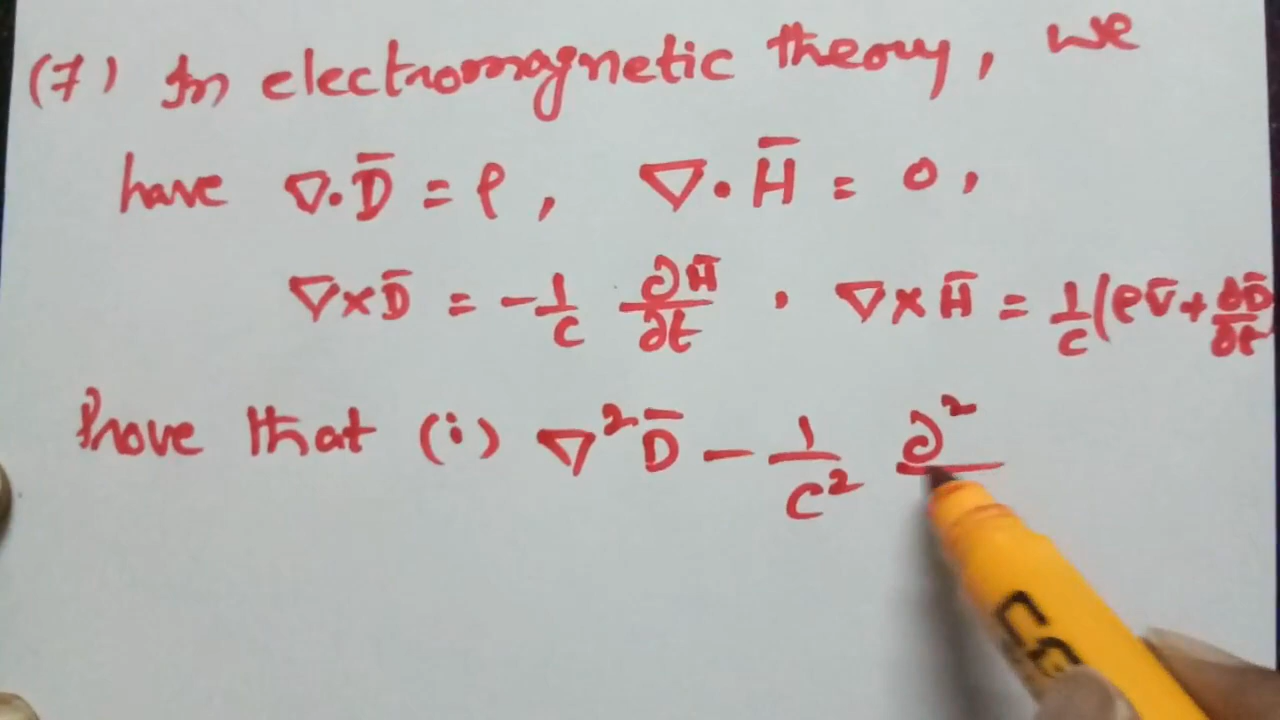 (7) In electromagnetic theory, we
have ∇·D̄ = ρ, ∇·H̄ = 0,
∇×D̄ = -1/c ∂H̄/∂t, ∇×H̄ = 1/c(ρv̄ + ∂D̄/∂t)
Prove that (i) ∇²D̄ - 1/c² ∂²